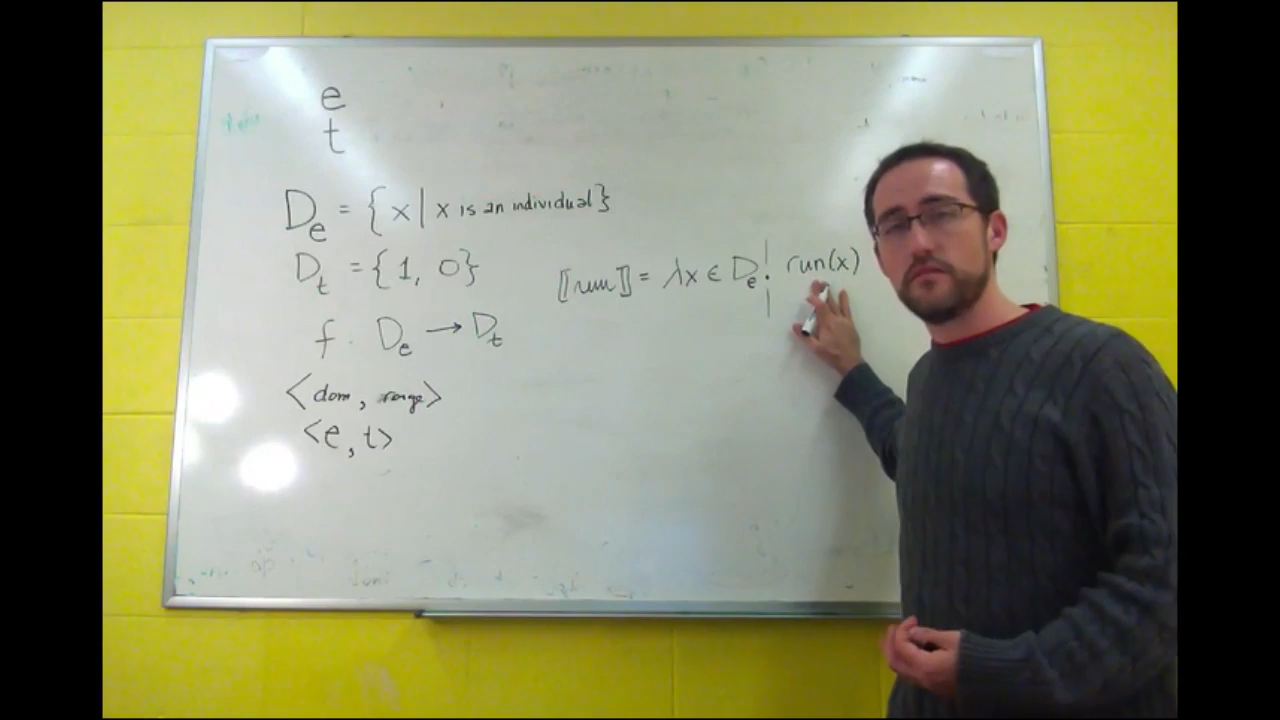 e
t
Dₑ = { x | x is an individual }
Dₜ = {1, 0}
⟦run⟧ = λx ∈ Dₑ . run(x)
f . Dₑ → Dₜ
<dom, range>
<e, t>